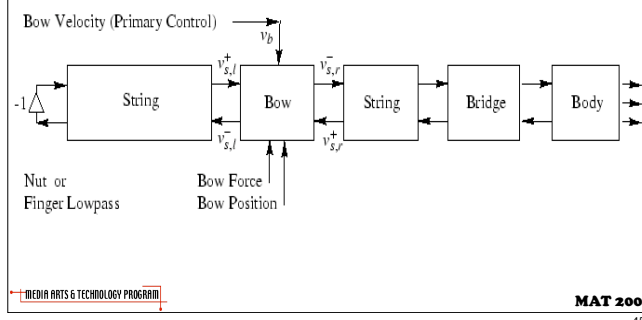 Bow Velocity (Primary Control)
v_b
v^+_{s,l}
v^-_{s,r}
-1
String
Bow
String
Bridge
Body
v^-_{s,l}
v^+_{s,r}
Nut or
Finger Lowpass
Bow Force
Bow Position
MEDIA ARTS & TECHNOLOGY PROGRAM
MAT 200